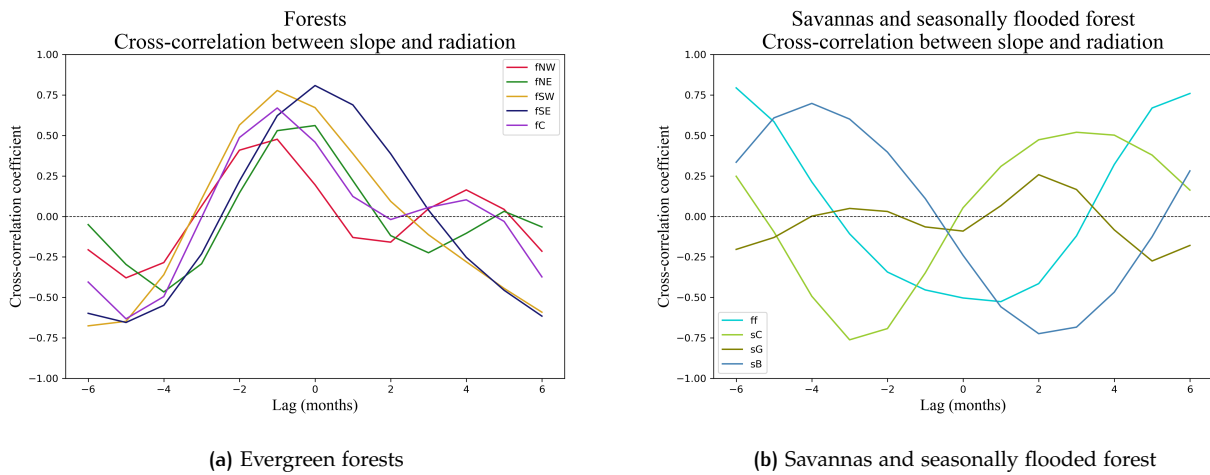 Forests
Cross-correlation between slope and radiation
1.00
0.75
0.50
0.25
0.00
−0.25
−0.50
−0.75
−1.00
Cross-correlation coefficient
fNW
fNE
fSW
fSE
fC
−6
−4
−2
0
2
4
6
Lag (months)
(a) Evergreen forests
Savannas and seasonally flooded forest
Cross-correlation between slope and radiation
1.00
0.75
0.50
0.25
0.00
−0.25
−0.50
−0.75
−1.00
Cross-correlation coefficient
ff
sC
sG
sB
−6
−4
−2
0
2
4
6
Lag (months)
(b) Savannas and seasonally flooded forest